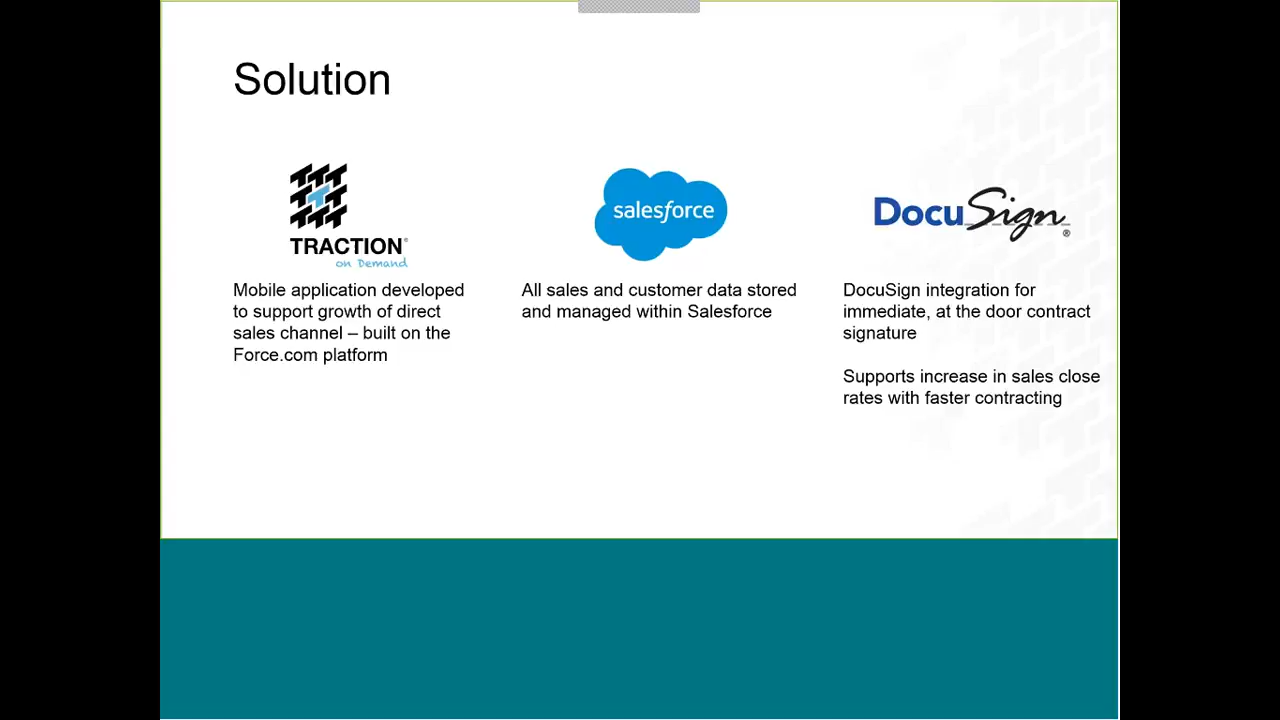 Solution
TRACTION®
on Demand
Mobile application developed
to support growth of direct
sales channel – built on the
Force.com platform
salesforce
All sales and customer data stored
and managed within Salesforce
DocuSign®
DocuSign integration for
immediate, at the door contract
signature
Supports increase in sales close
rates with faster contracting